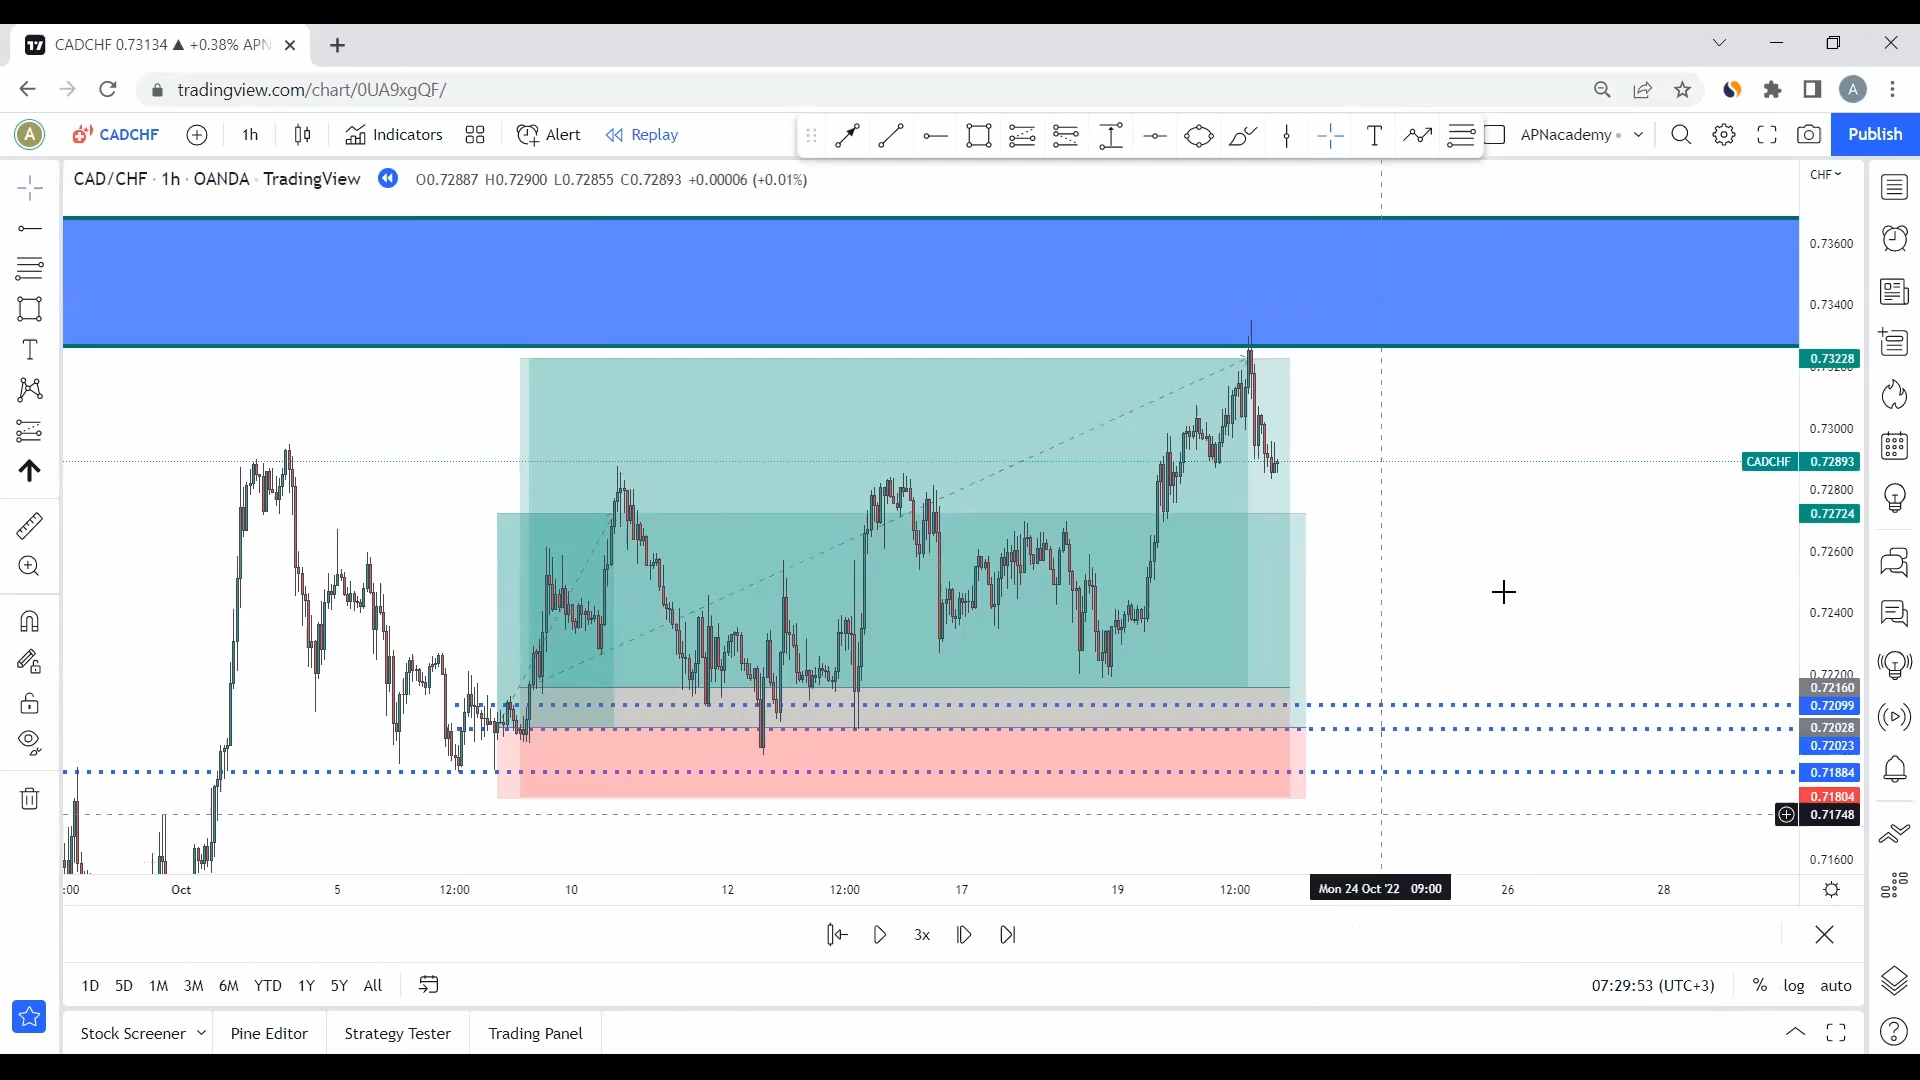 CADCHF 0.73134 ▲ +0.38% APN
tradingview.com/chart/0UA9xgQF/
A
A
CADCHF
1h
Indicators
Alert
Replay
APNacademy
Publish
CAD/CHF · 1h · OANDA · TradingView
O0.72887 H0.72900 L0.72855 C0.72893 +0.00006 (+0.01%)
CHF
0.73600
0.73400
0.73228
0.73200
0.73000
CADCHF 0.72893
0.72800
0.72724
0.72600
0.72400
0.72200
0.72160
0.72099
0.72028
0.72023
0.71884
0.71804
0.71748
0.71600
:00 Oct 5 12:00 10 12 12:00 17 19 12:00 Mon 24 Oct '22 09:00 26 28
3x
1D 5D 1M 3M 6M YTD 1Y 5Y All
07:29:53 (UTC+3) % log auto
Stock Screener Pine Editor Strategy Tester Trading Panel